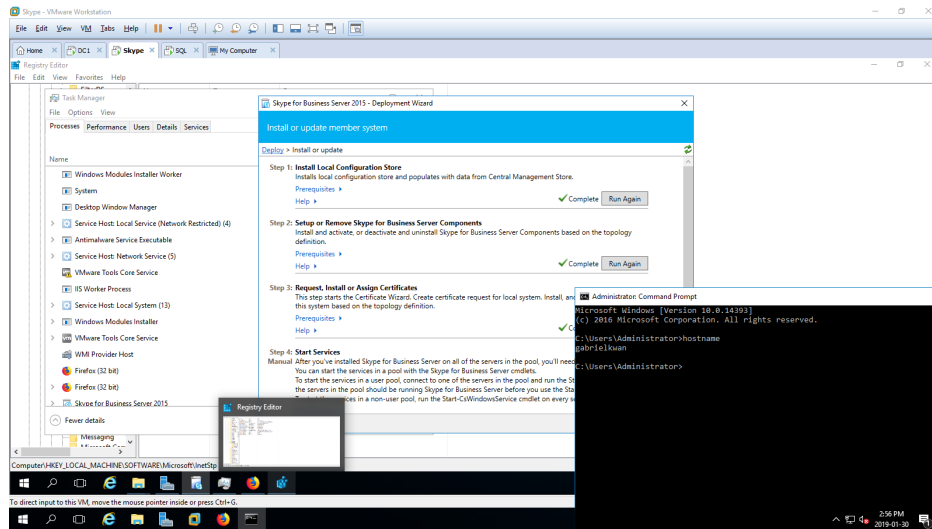 Skype - VMware Workstation
File Edit View VM Tabs Help
Home DC1 Skype SQL My Computer
Registry Editor
File Edit View Favorites Help
Task Manager
File Options View
Processes Performance Users Details Services
Name
Windows Modules Installer Worker
System
Desktop Window Manager
Service Host: Local Service (Network Restricted) (4)
Antimalware Service Executable
Service Host: Network Service (5)
VMware Tools Core Service
IIS Worker Process
Service Host: Local System (13)
Windows Modules Installer
VMware Tools Core Service
WMI Provider Host
Firefox (32 bit)
Firefox (32 bit)
Skype for Business Server 2015
Fewer details
Messaging
Skype for Business Server 2015 - Deployment Wizard
Install or update member system
Deploy > Install or update
Step 1: Install Local Configuration Store
Installs local configuration store and populates with data from Central Management Store.
Prerequisites
Help
Complete Run Again
Step 2: Setup or Remove Skype for Business Server Components
Install and activate, or deactivate and uninstall Skype for Business Server Components based on the topology
definition.
Prerequisites
Help
Complete Run Again
Step 3: Request, Install or Assign Certificates
This step starts the Certificate Wizard. Create certificate request for local system. Install, and
this system based on the topology definition.
Prerequisites
Help
Step 4: Start Services
Manual After you've installed Skype for Business Server on all of the servers in the pool, you'll need
You can start the services in a pool with the Skype for Business Server cmdlets.
To start the services in a user pool, connect to one of the servers in the pool and run the St
the servers in the pool should be running Skype for Business Server before you use the Sta
ices in a non-user pool, run the Start-CsWindowsService cmdlet on every s
Registry Editor
Administrator: Command Prompt
Microsoft Windows [Version 10.0.14393]
(c) 2016 Microsoft Corporation. All rights reserved.
C:\Users\Administrator>hostname
gabrielkwan
C:\Users\Administrator>
Computer\HKEY_LOCAL_MACHINE\SOFTWARE\Microsoft\InetStp
To direct input to this VM, move the mouse pointer inside or press Ctrl+G.
2:56 PM
2019-01-30